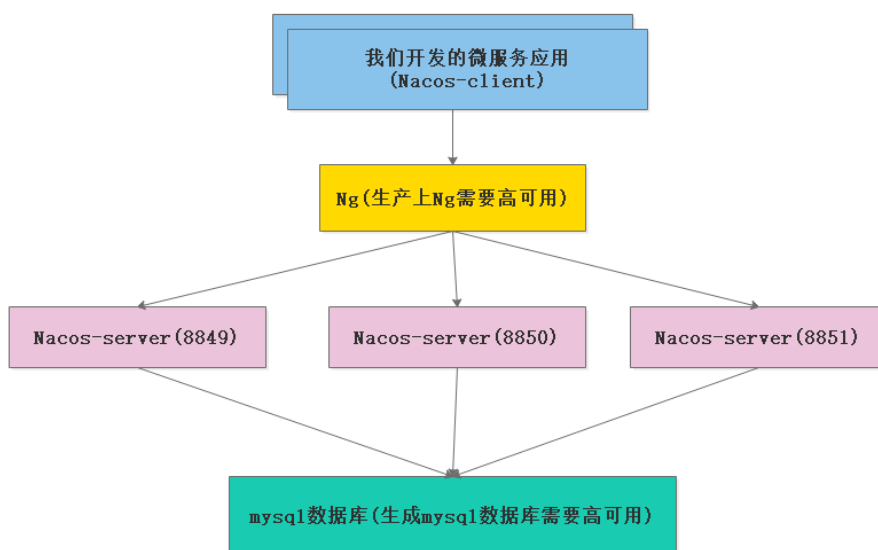 我们开发的微服务应用
(Nacos-client)
Ng(生产上Ng需要高可用)
Nacos-server(8849)
Nacos-server(8850)
Nacos-server(8851)
mysql数据库(生成mysql数据库需要高可用)